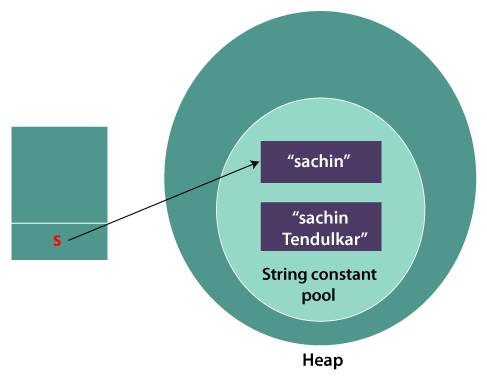 s
“sachin”
“sachin
Tendulkar”
String constant
pool
Heap